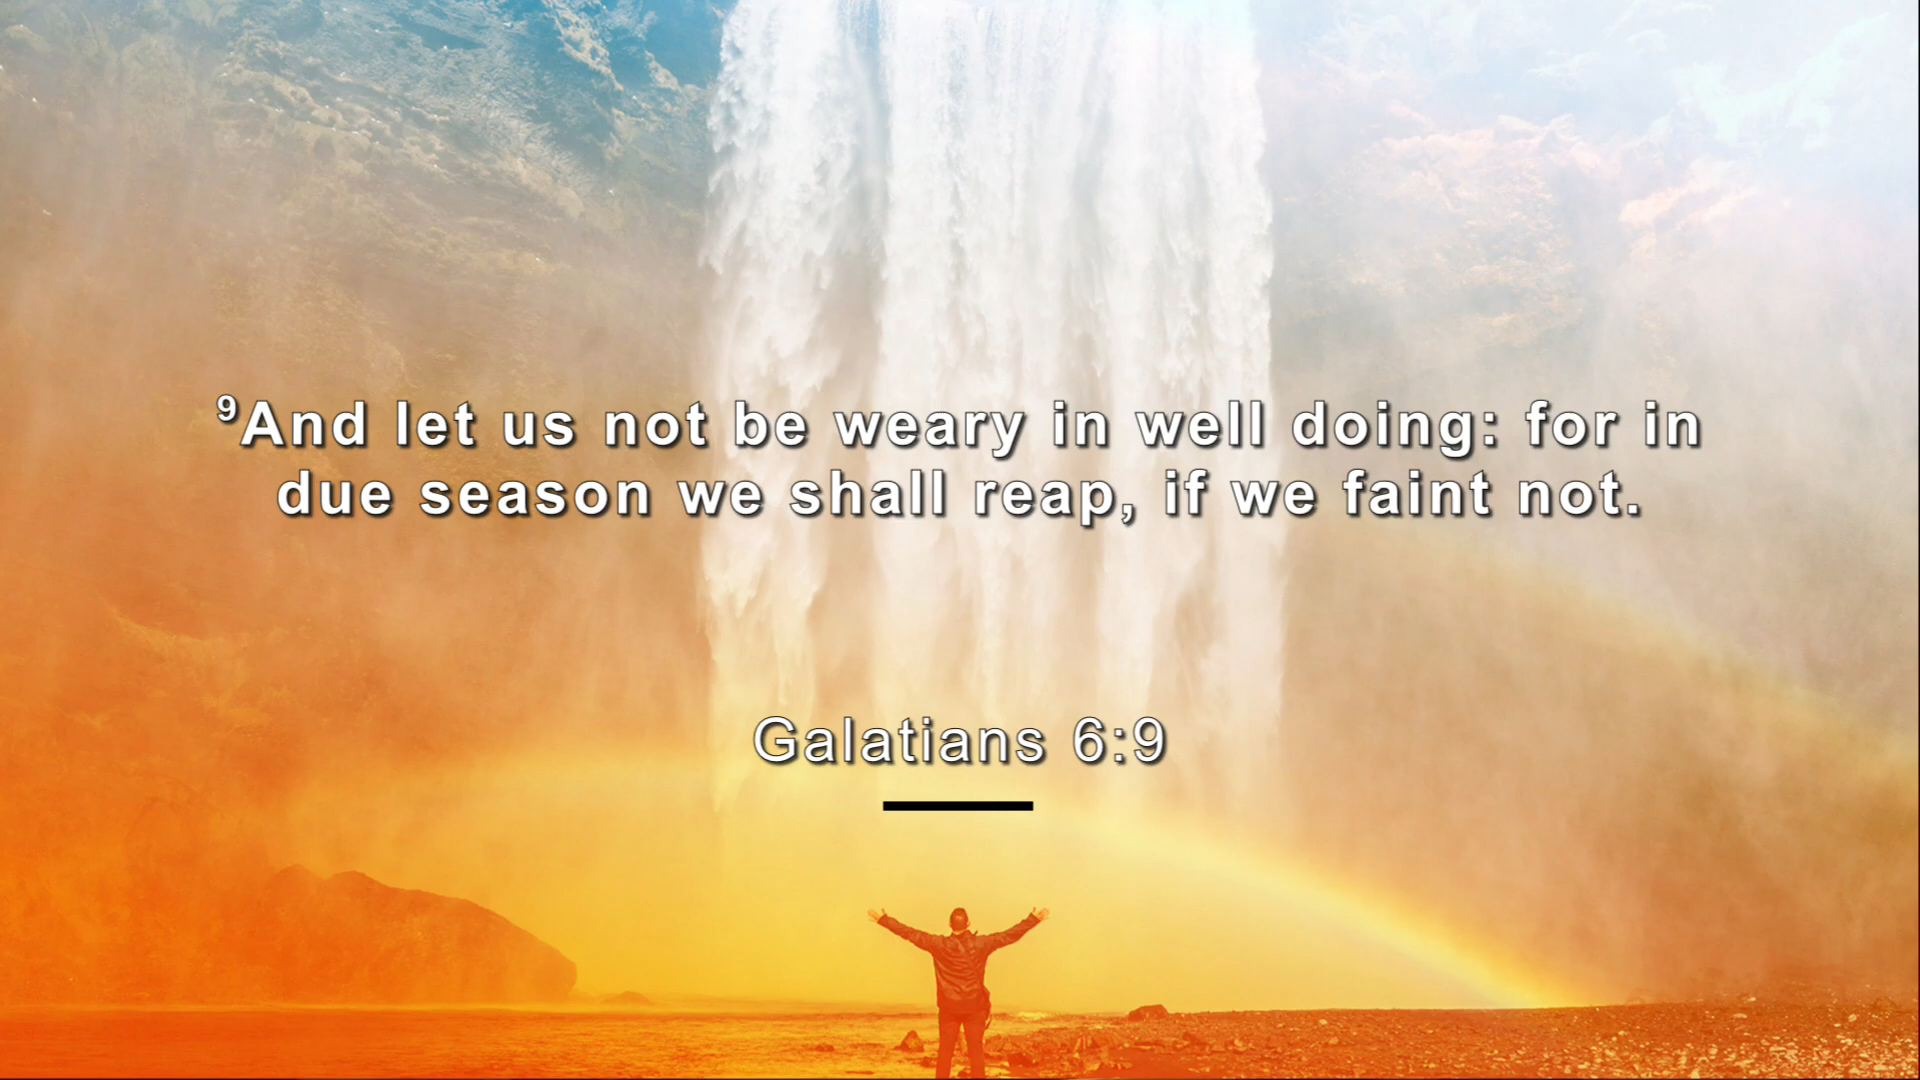 ⁹And let us not be weary in well doing: for in
due season we shall reap, if we faint not.
Galatians 6:9